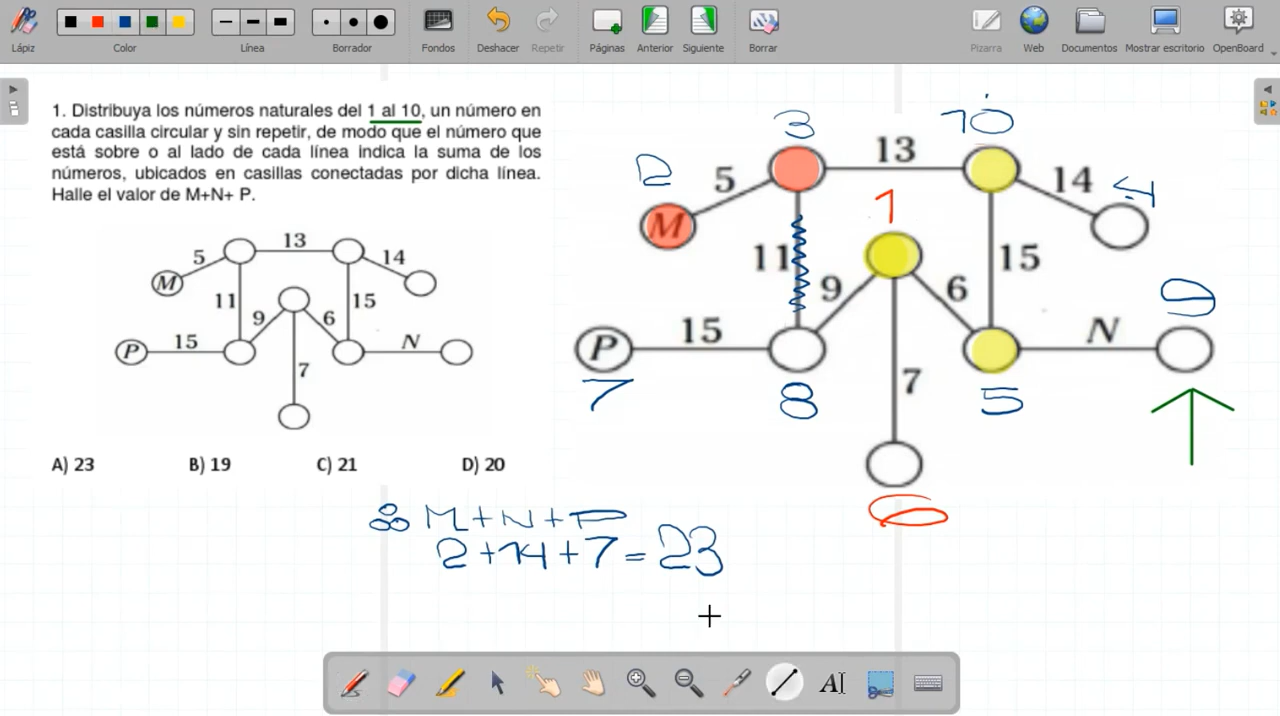 Lápiz Color Línea Borrador Fondos Deshacer Repetir Páginas Anterior Siguiente Borrar Pizarra Web Documentos Mostrar escritorio OpenBoard
1. Distribuya los números naturales del 1 al 10, un número en
cada casilla circular y sin repetir, de modo que el número que
está sobre o al lado de cada línea indica la suma de los
números, ubicados en casillas conectadas por dicha línea.
Halle el valor de M+N+ P.
5 13 14
M
11 9 6 15
P 15 N
7
A) 23 B) 19 C) 21 D) 20
3 10
2 5 13 14 4
M 1
11 9 6 15 9
P 15 N
7 8 7 5
6
M+N+P
2+14+7=23
AI